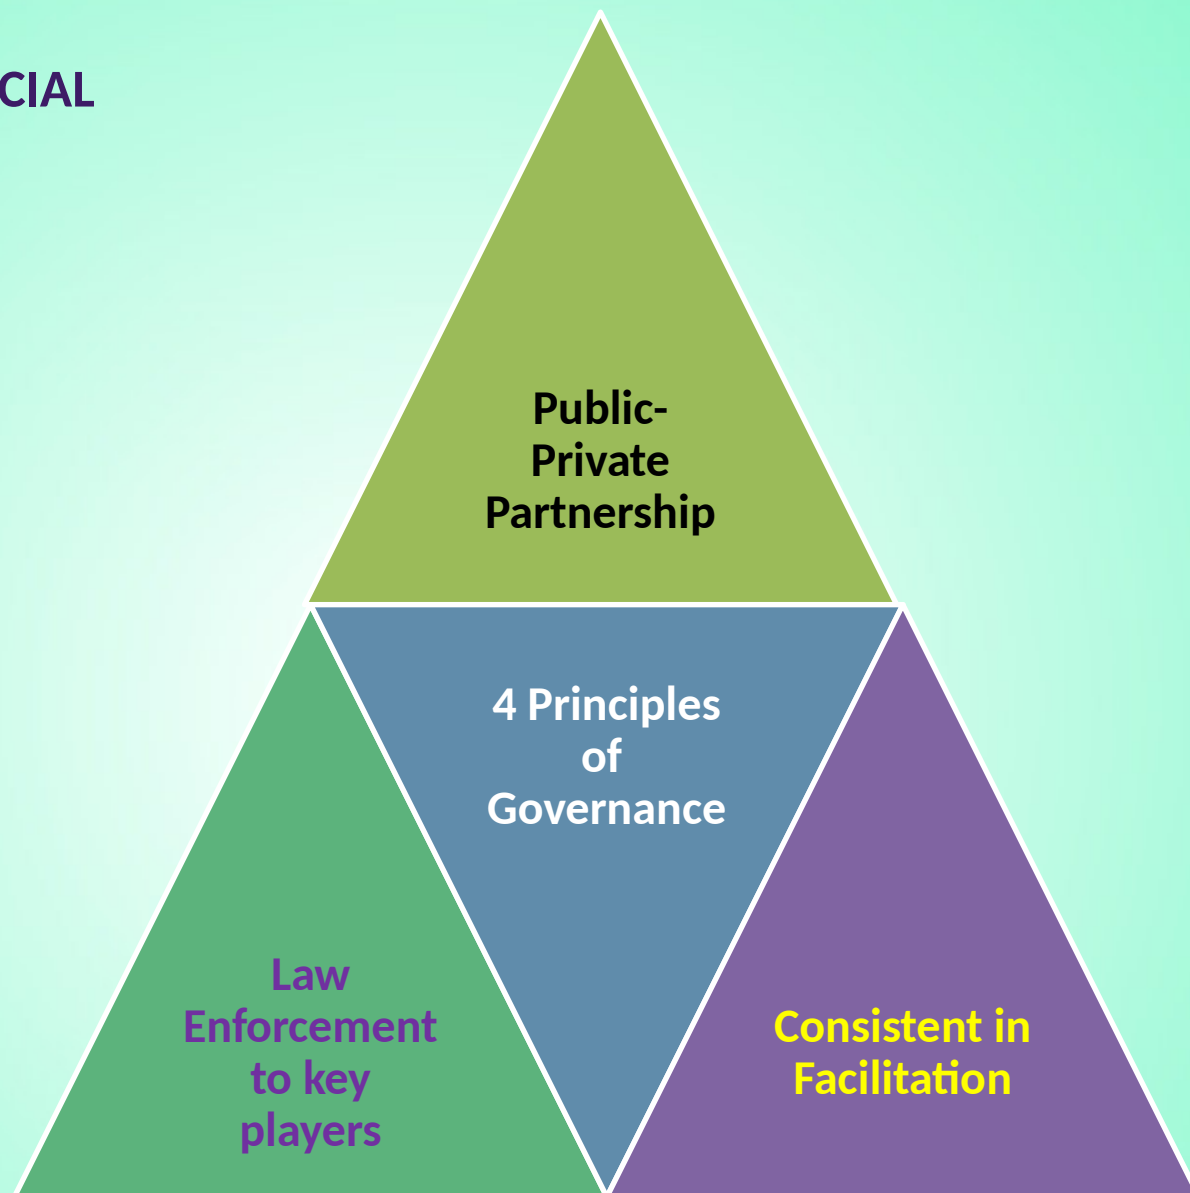 CIAL
Public-
Private
Partnership
4 Principles
of
Governance
Law
Enforcement
to key
players
Consistent in
Facilitation